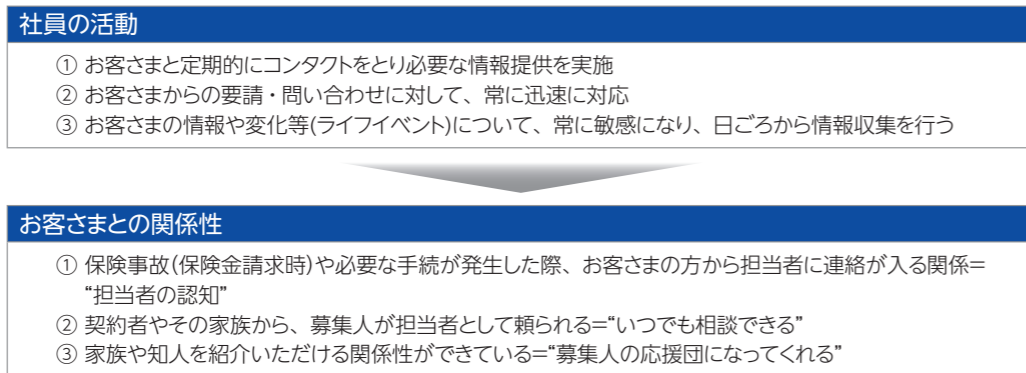 社員の活動
① お客さまと定期的にコンタクトをとり必要な情報提供を実施
② お客さまからの要請・問い合わせに対して、常に迅速に対応
③ お客さまの情報や変化等(ライフイベント)について、常に敏感になり、日ごろから情報収集を行う
お客さまとの関係性
① 保険事故(保険金請求時)や必要な手続が発生した際、お客さまの方から担当者に連絡が入る関係=
“担当者の認知”
② 契約者やその家族から、募集人が担当者として頼られる=“いつでも相談できる”
③ 家族や知人を紹介いただける関係性ができている=“募集人の応援団になってくれる”